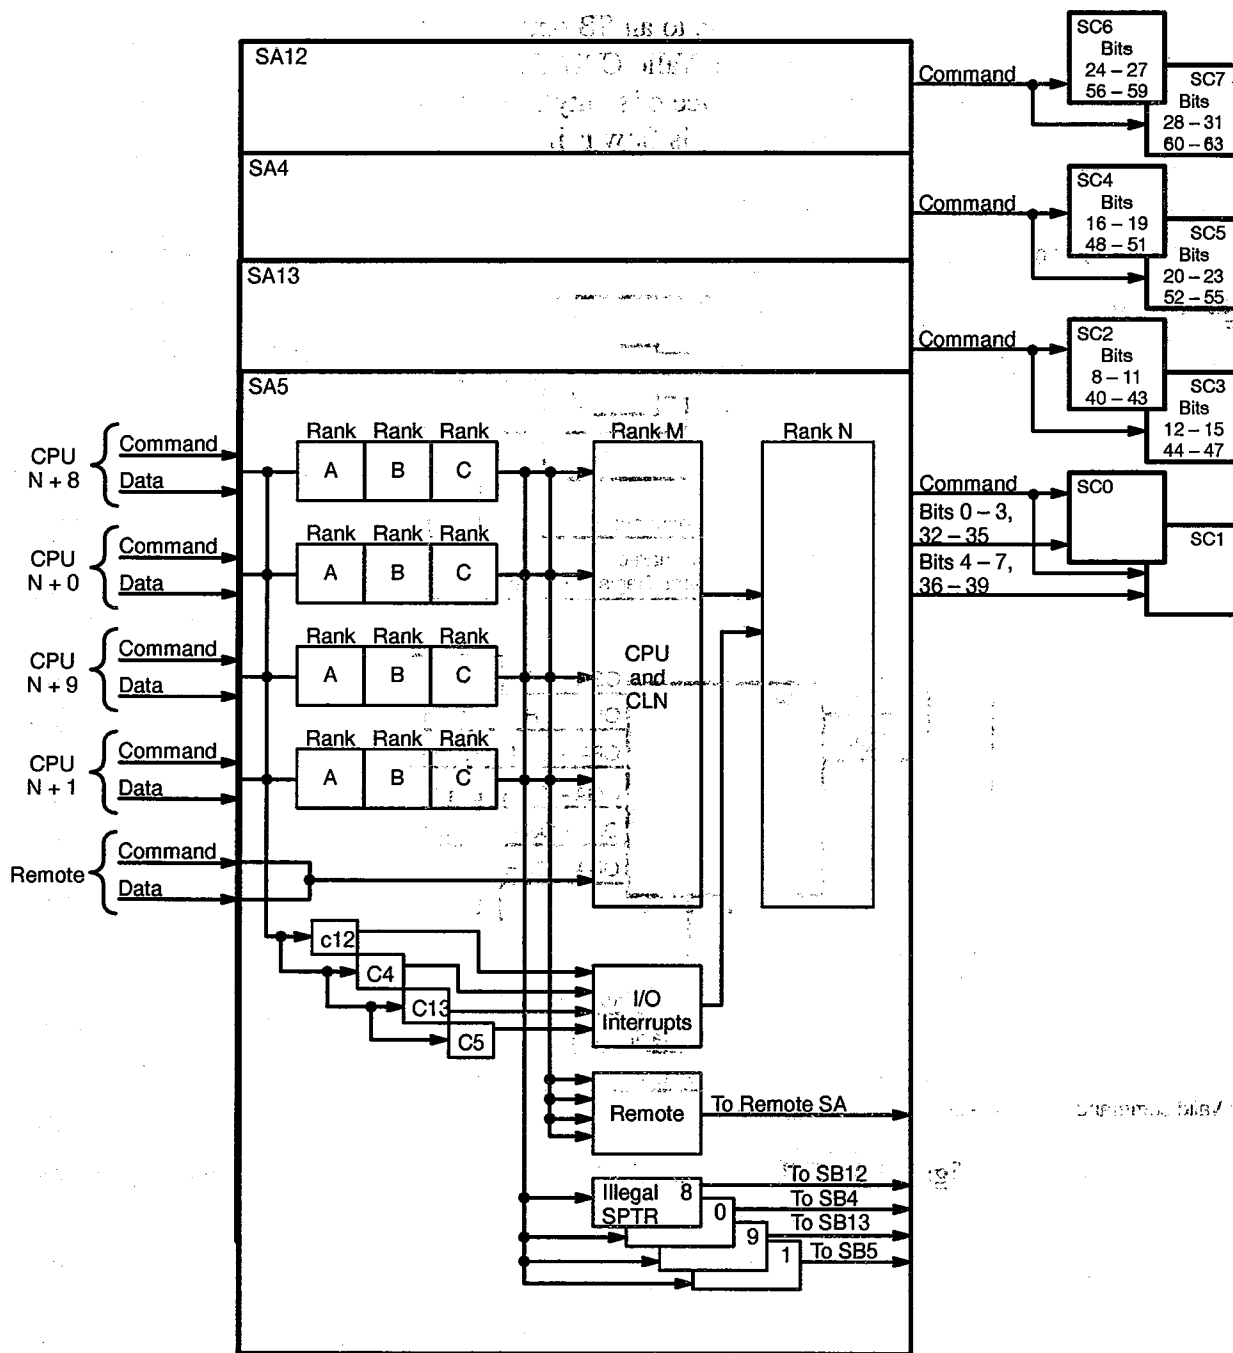 SA12
Command
SC6
Bits
24 – 27
56 – 59
SC7
Bits
28 – 31
60 – 63
SA4
Command
SC4
Bits
16 – 19
48 – 51
SC5
Bits
20 – 23
52 – 55
SA13
Command
SC2
Bits
8 – 11
40 – 43
SC3
Bits
12 – 15
44 – 47
SA5
Command
Bits 0 – 3,
32 – 35
Bits 4 – 7,
36 – 39
SC0
SC1
CPU
N + 8
Command
Data
Rank Rank Rank
A B C
Rank M
Rank N
CPU
N + 0
Command
Data
Rank Rank Rank
A B C
CPU
N + 9
Command
Data
Rank Rank Rank
A B C
CPU
and
CLN
CPU
N + 1
Command
Data
Rank Rank Rank
A B C
Remote
Command
Data
c12
C4
C13
C5
I/O
Interrupts
Remote
To Remote SA
Illegal 8
SPTR
0
9
1
To SB12
To SB4
To SB13
To SB5